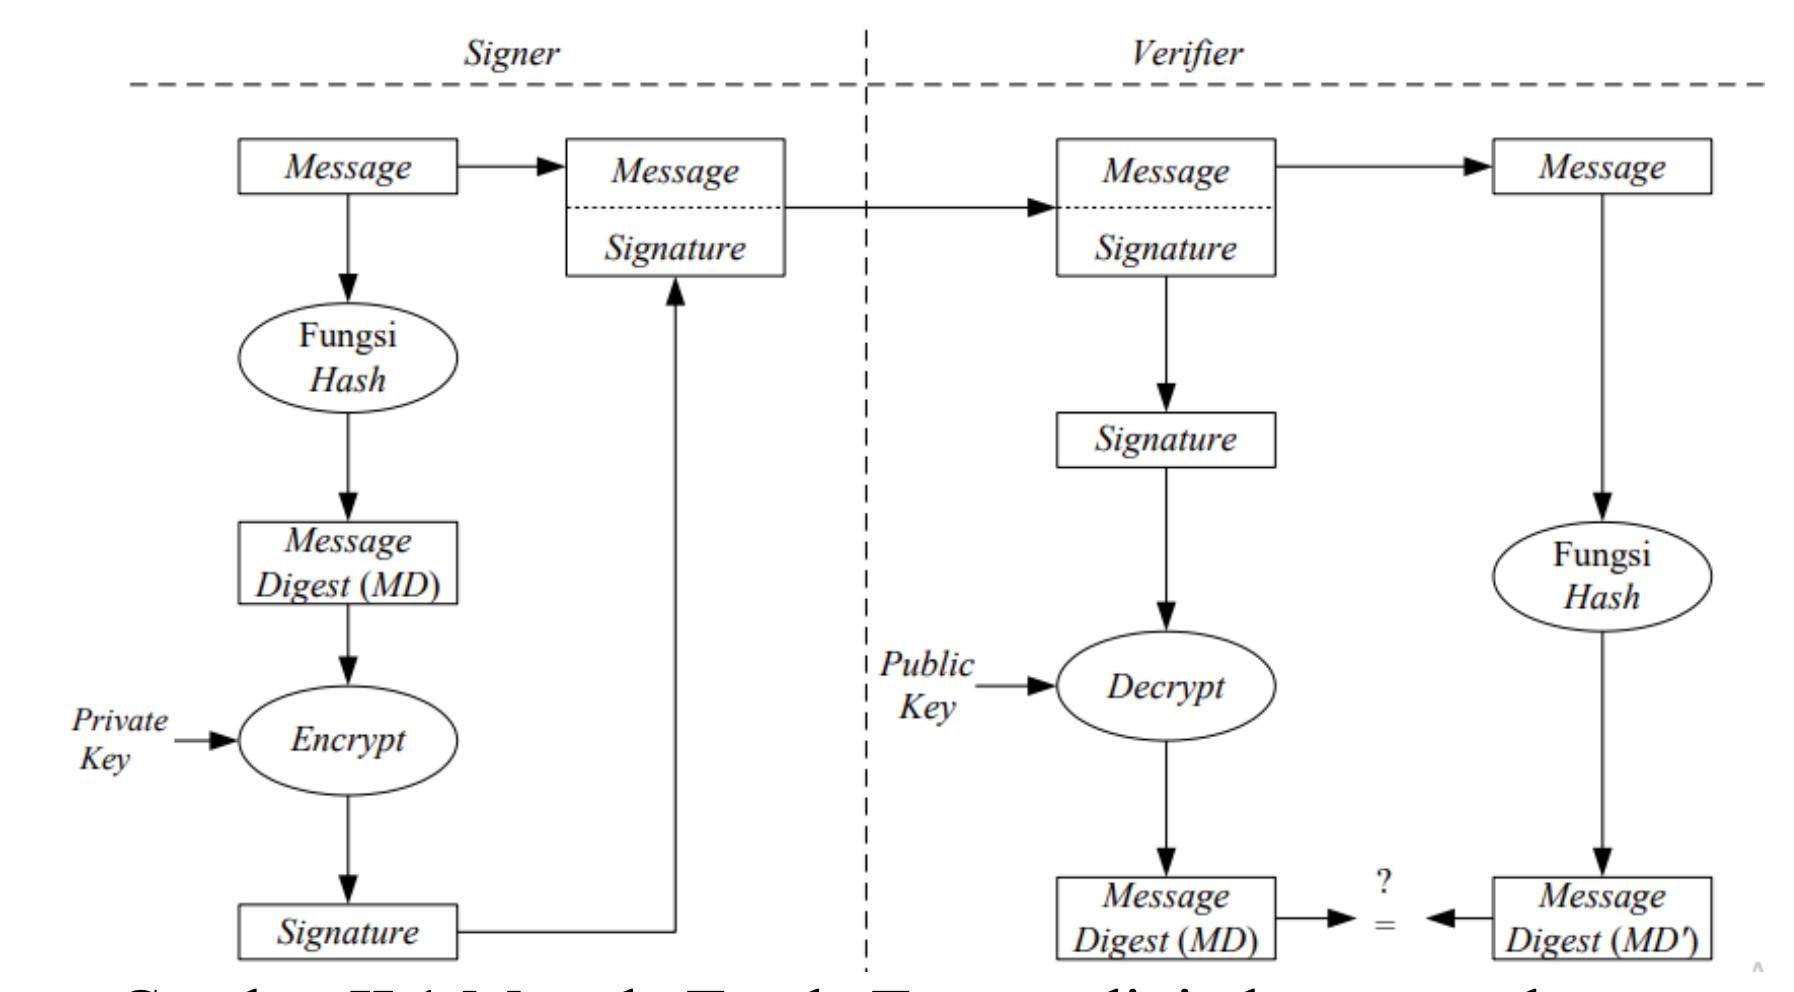 Signer
Verifier
Message
Message
Signature
Message
Signature
Message
Fungsi
Hash
Signature
Message
Digest (MD)
Fungsi
Hash
Private
Key
Encrypt
Public
Key
Decrypt
Signature
Message
Digest (MD)
?
=
Message
Digest (MD')